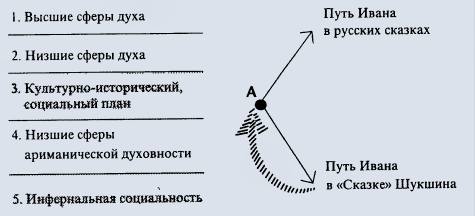 1. Высшие сферы духа
2. Низшие сферы духа
3. Культурно-исторический,
социальный план
4. Низшие сферы
ариманической духовности
5. Инфернальная социальность
Путь Ивана
в русских сказках
А
Путь Ивана
в «Сказке» Шукшина